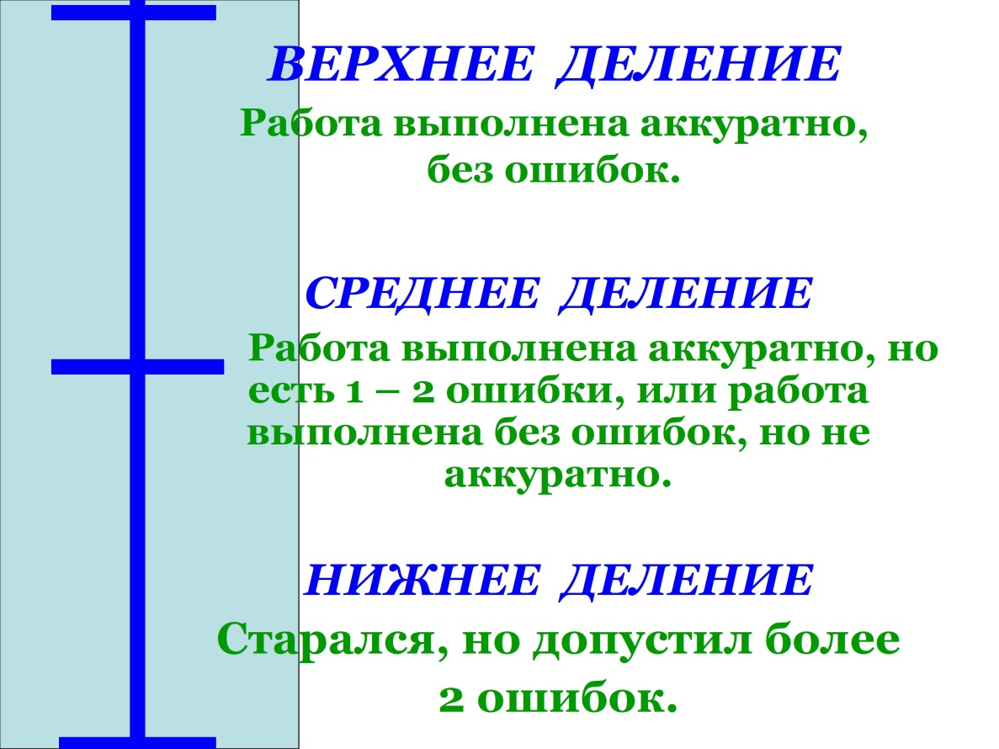 ВЕРХНЕЕ ДЕЛЕНИЕ
Работа выполнена аккуратно,
без ошибок.
СРЕДНЕЕ ДЕЛЕНИЕ
Работа выполнена аккуратно, но
есть 1 – 2 ошибки, или работа
выполнена без ошибок, но не
аккуратно.
НИЖНЕЕ ДЕЛЕНИЕ
Старался, но допустил более
2 ошибок.